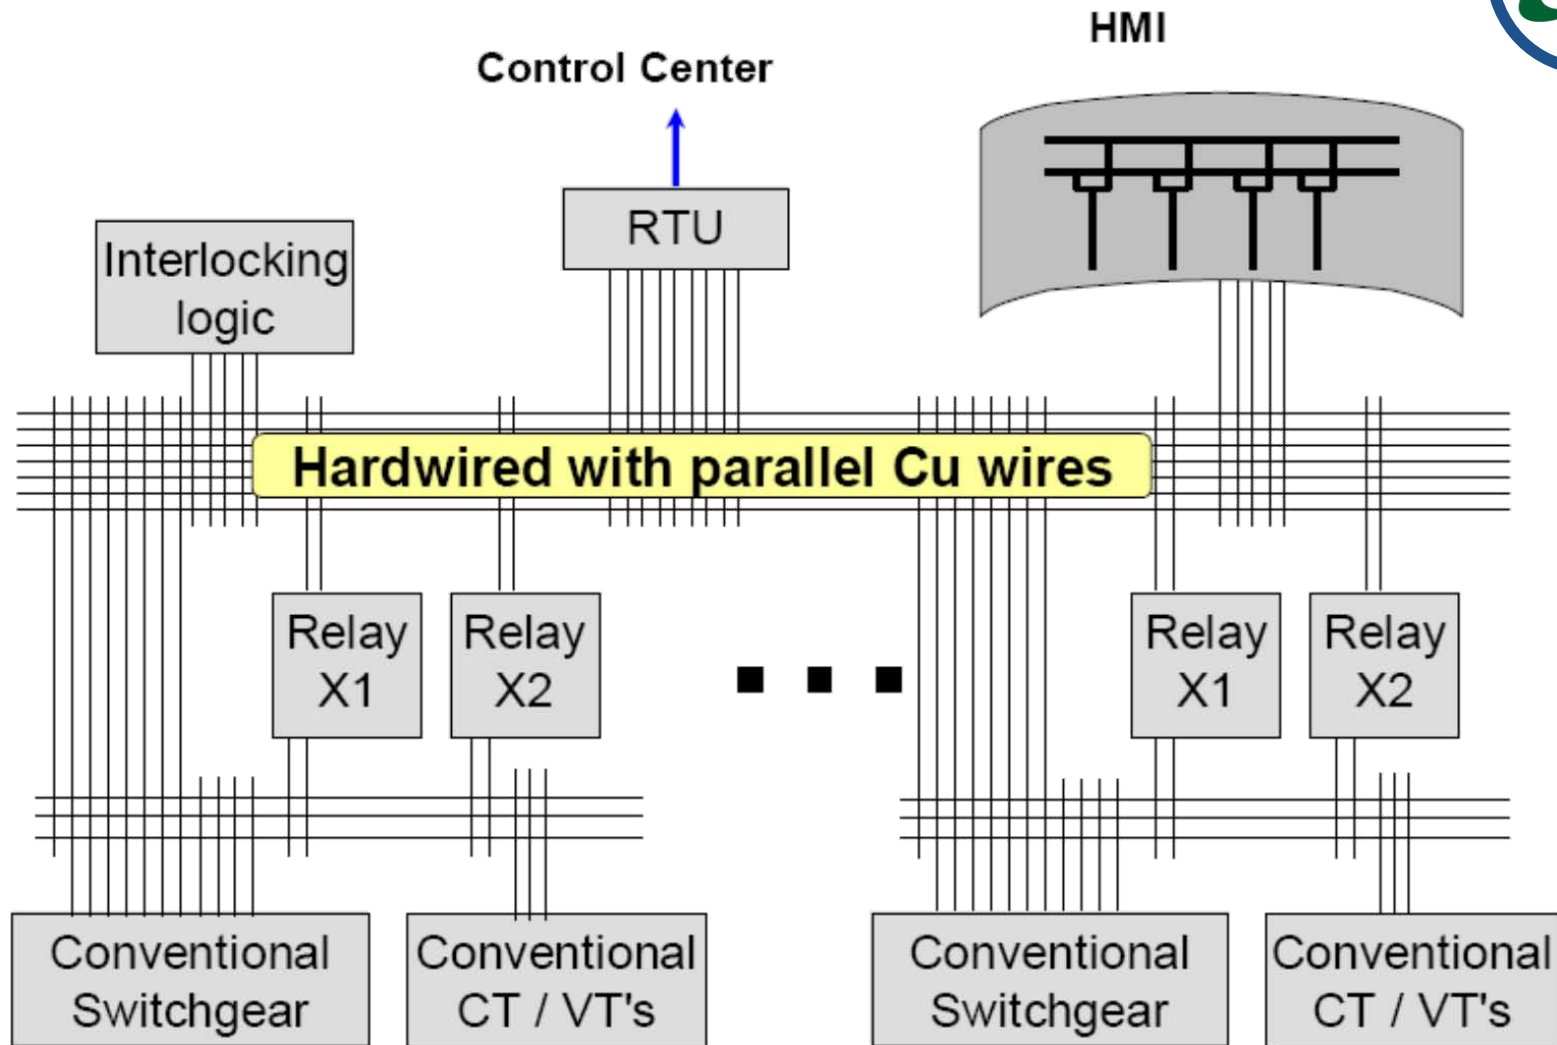 HMI
Control Center
RTU
Interlocking
logic
Hardwired with parallel Cu wires
Relay
X1
Relay
X2
Relay
X1
Relay
X2
Conventional
Switchgear
Conventional
CT / VT's
Conventional
Switchgear
Conventional
CT / VT's